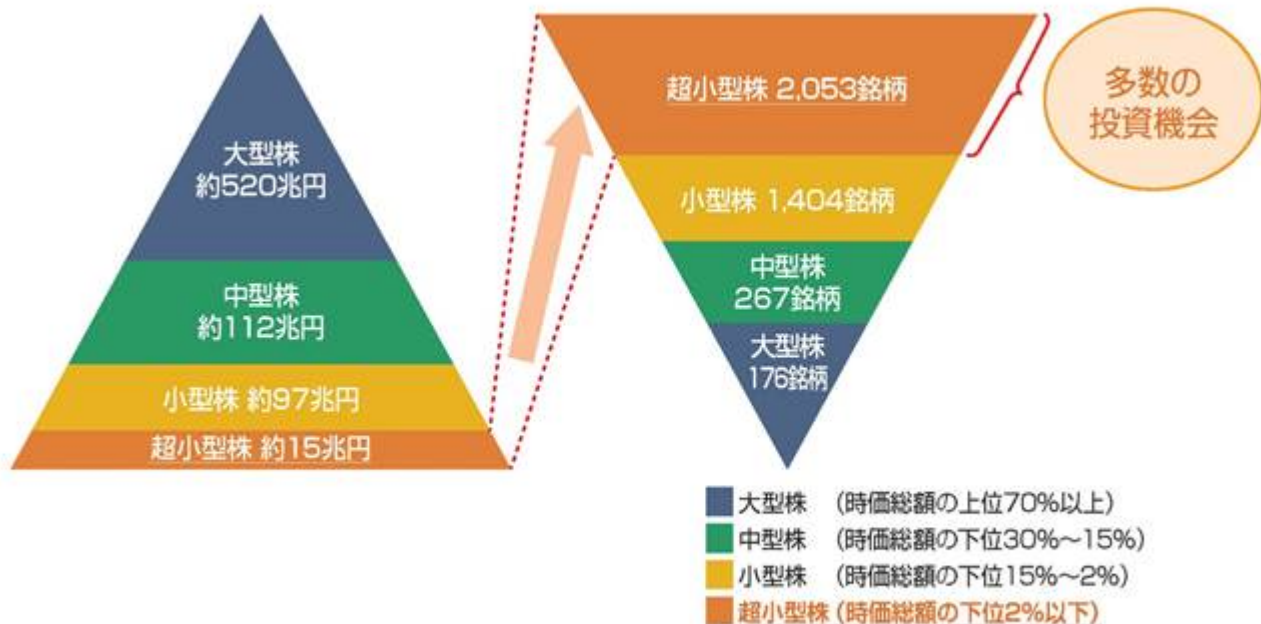 大型株
約520兆円
中型株
約112兆円
小型株 約97兆円
超小型株 約15兆円
超小型株 2,053銘柄
小型株 1,404銘柄
中型株
267銘柄
大型株
176銘柄
多数の
投資機会
大型株 (時価総額の上位70%以上)
中型株 (時価総額の下位30%～15%)
小型株 (時価総額の下位15%～2%)
超小型株 (時価総額の下位2%以下)